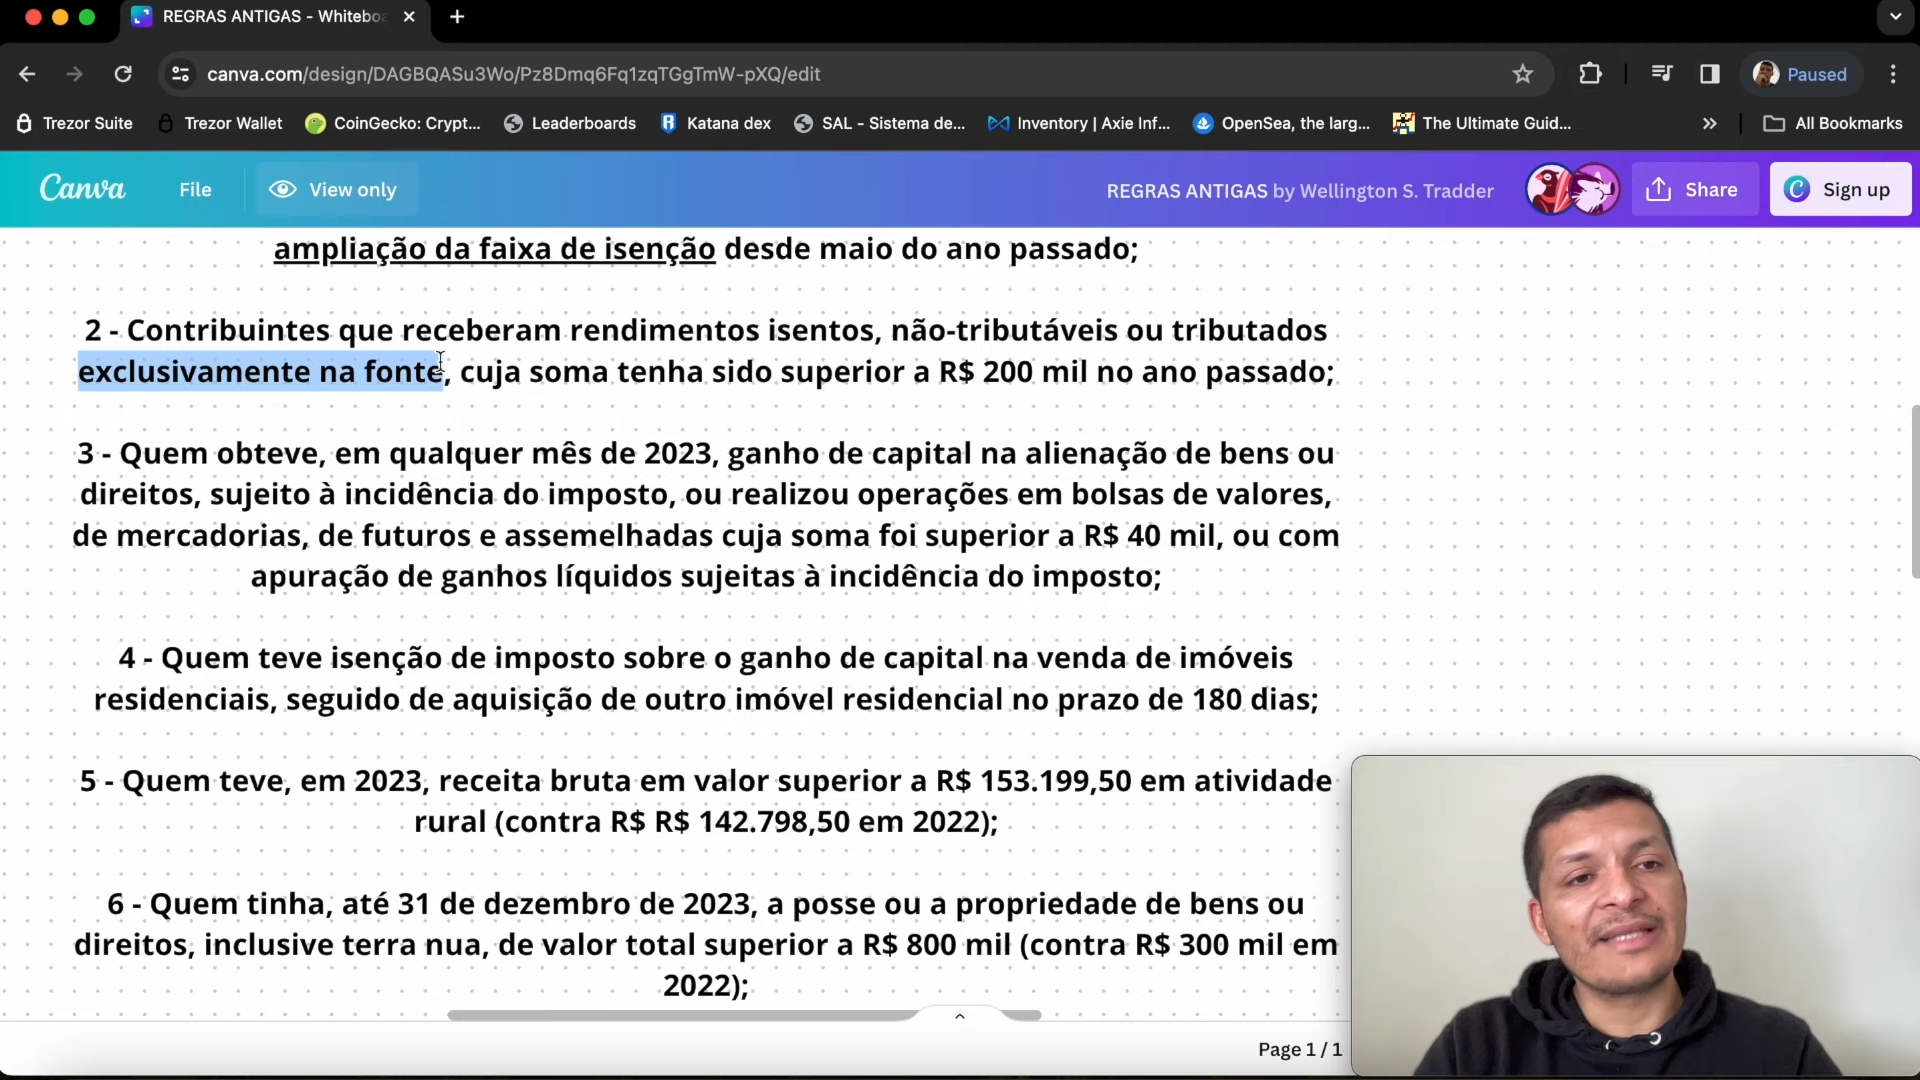 REGRAS ANTIGAS - Whitebo
canva.com/design/DAGBQASu3Wo/Pz8Dmq6Fq1zqTGgTmW-pXQ/edit
Paused
Trezor Suite
Trezor Wallet
CoinGecko: Crypt...
Leaderboards
Katana dex
SAL - Sistema de...
Inventory | Axie Inf...
OpenSea, the larg...
The Ultimate Guid...
All Bookmarks
Canva
File
View only
REGRAS ANTIGAS by Wellington S. Tradder
Share
Sign up
ampliação da faixa de isenção desde maio do ano passado;
2 - Contribuintes que receberam rendimentos isentos, não-tributáveis ou tributados
exclusivamente na fonte, cuja soma tenha sido superior a R$ 200 mil no ano passado;
3 - Quem obteve, em qualquer mês de 2023, ganho de capital na alienação de bens ou
direitos, sujeito à incidência do imposto, ou realizou operações em bolsas de valores,
de mercadorias, de futuros e assemelhadas cuja soma foi superior a R$ 40 mil, ou com
apuração de ganhos líquidos sujeitas à incidência do imposto;
4 - Quem teve isenção de imposto sobre o ganho de capital na venda de imóveis
residenciais, seguido de aquisição de outro imóvel residencial no prazo de 180 dias;
5 - Quem teve, em 2023, receita bruta em valor superior a R$ 153.199,50 em atividade
rural (contra R$ R$ 142.798,50 em 2022);
6 - Quem tinha, até 31 de dezembro de 2023, a posse ou a propriedade de bens ou
direitos, inclusive terra nua, de valor total superior a R$ 800 mil (contra R$ 300 mil em
2022);
Page 1 / 1